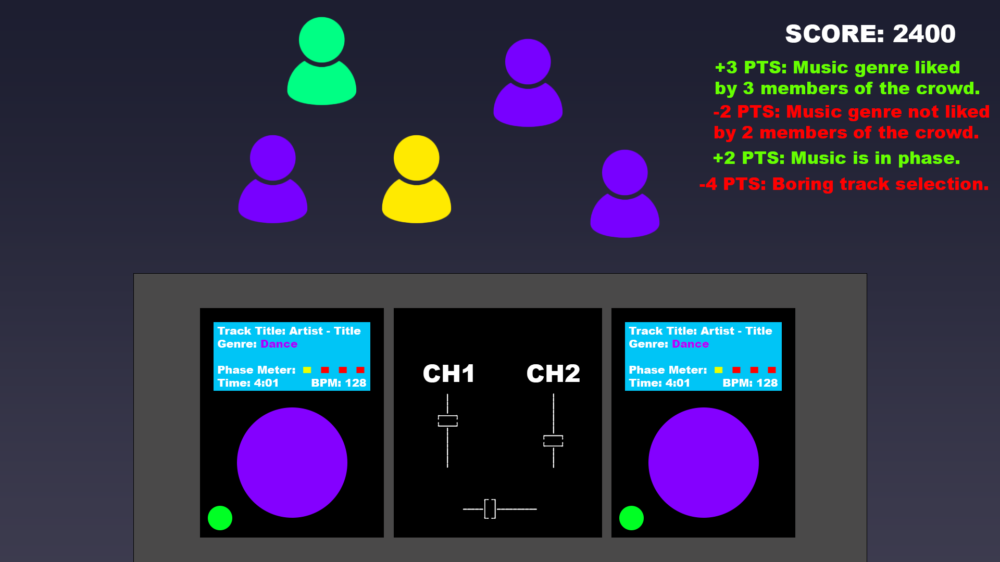 SCORE: 2400
+3 PTS: Music genre liked
by 3 members of the crowd.
-2 PTS: Music genre not liked
by 2 members of the crowd.
+2 PTS: Music is in phase.
-4 PTS: Boring track selection.
Track Title: Artist - Title
Genre: Dance
Phase Meter:
Time: 4:01 BPM: 128
CH1 CH2
Track Title: Artist - Title
Genre: Dance
Phase Meter:
Time: 4:01 BPM: 128